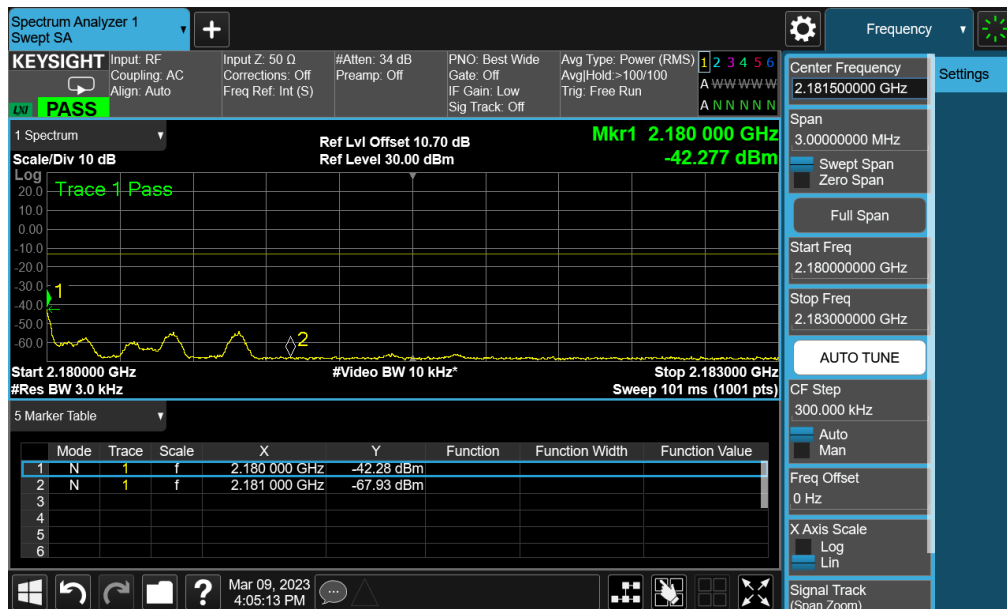 Spectrum Analyzer 1
Swept SA
+
Frequency
KEYSIGHT
Input: RF
Coupling: AC
Align: Auto
Input Z: 50 Ω
Corrections: Off
Freq Ref: Int (S)
#Atten: 34 dB
Preamp: Off
PNO: Best Wide
Gate: Off
IF Gain: Low
Sig Track: Off
Avg Type: Power (RMS)
Avg|Hold:>100/100
Trig: Free Run
1 2 3 4 5 6
A W W W W W
A N N N N N
LXI PASS
1 Spectrum
Scale/Div 10 dB
Ref Lvl Offset 10.70 dB
Ref Level 30.00 dBm
Mkr1 2.180 000 GHz
-42.277 dBm
Log
Trace 1 Pass
20.0
10.0
0.00
-10.0
-20.0
-30.0
-40.0
-50.0
-60.0
1
2
Start 2.180000 GHz
#Res BW 3.0 kHz
#Video BW 10 kHz*
Stop 2.183000 GHz
Sweep 101 ms (1001 pts)
5 Marker Table
Mode Trace Scale X Y Function Function Width Function Value
1 N 1 f 2.180 000 GHz -42.28 dBm
2 N 1 f 2.181 000 GHz -67.93 dBm
3
4
5
6
?
Mar 09, 2023
4:05:13 PM
Center Frequency
2.181500000 GHz
Settings
Span
3.00000000 MHz
Swept Span
Zero Span
Full Span
Start Freq
2.180000000 GHz
Stop Freq
2.183000000 GHz
AUTO TUNE
CF Step
300.000 kHz
Auto
Man
Freq Offset
0 Hz
X Axis Scale
Log
Lin
Signal Track
(Span Zoom)